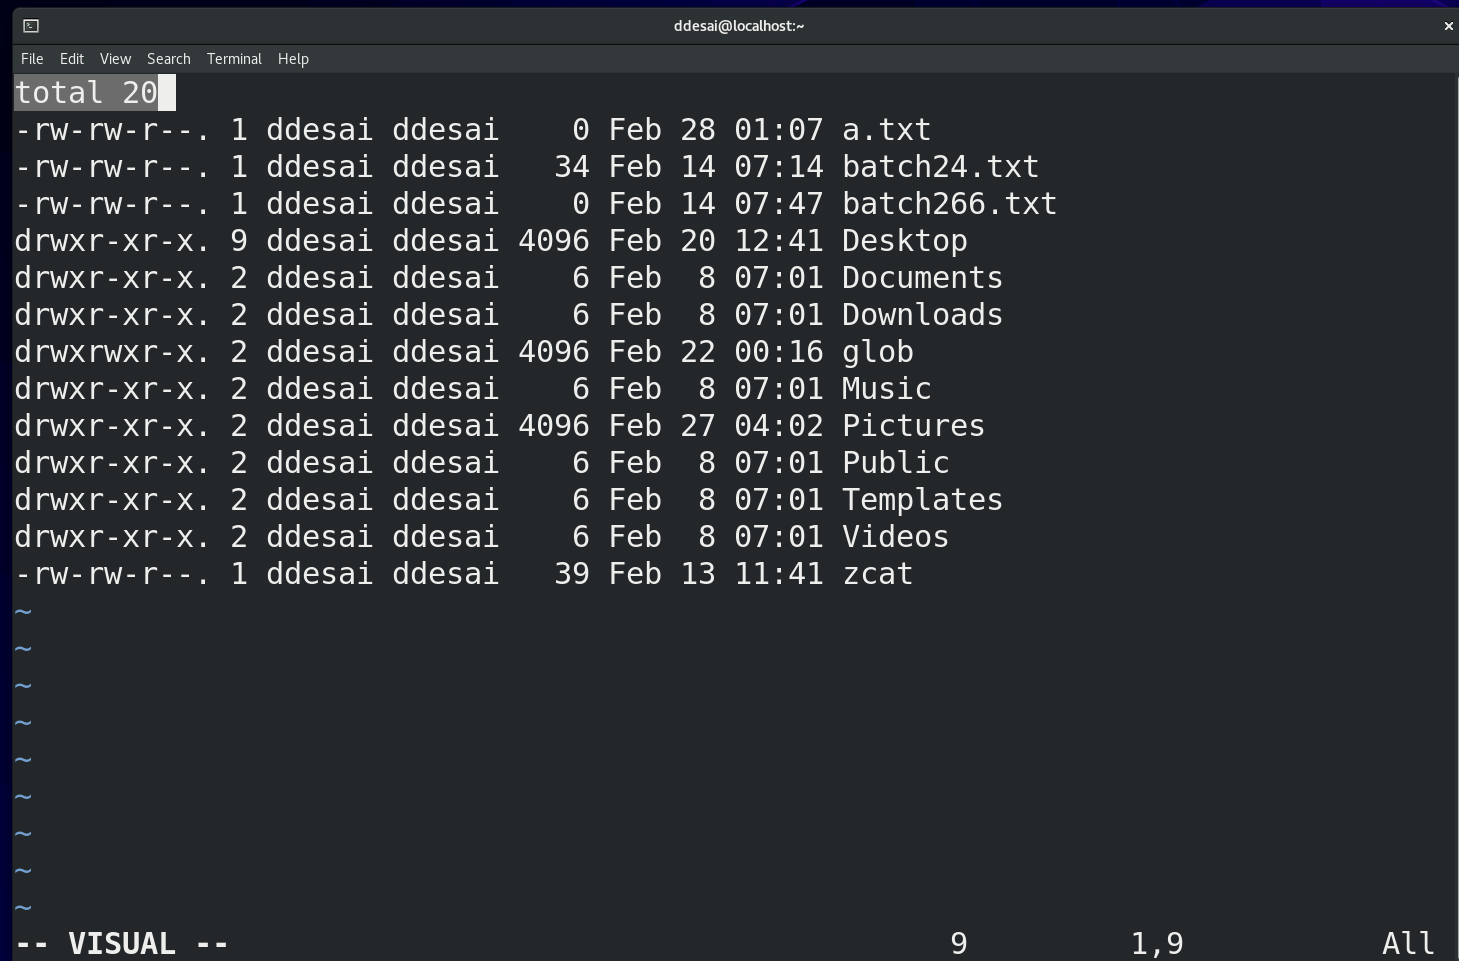 ddesai@localhost:~
File Edit View Search Terminal Help
total 20
-rw-rw-r--. 1 ddesai ddesai    0 Feb 28 01:07 a.txt
-rw-rw-r--. 1 ddesai ddesai   34 Feb 14 07:14 batch24.txt
-rw-rw-r--. 1 ddesai ddesai    0 Feb 14 07:47 batch266.txt
drwxr-xr-x. 9 ddesai ddesai 4096 Feb 20 12:41 Desktop
drwxr-xr-x. 2 ddesai ddesai    6 Feb  8 07:01 Documents
drwxr-xr-x. 2 ddesai ddesai    6 Feb  8 07:01 Downloads
drwxrwxr-x. 2 ddesai ddesai 4096 Feb 22 00:16 glob
drwxr-xr-x. 2 ddesai ddesai    6 Feb  8 07:01 Music
drwxr-xr-x. 2 ddesai ddesai 4096 Feb 27 04:02 Pictures
drwxr-xr-x. 2 ddesai ddesai    6 Feb  8 07:01 Public
drwxr-xr-x. 2 ddesai ddesai    6 Feb  8 07:01 Templates
drwxr-xr-x. 2 ddesai ddesai    6 Feb  8 07:01 Videos
-rw-rw-r--. 1 ddesai ddesai   39 Feb 13 11:41 zcat
~
~
~
~
~
~
~
~
~
-- VISUAL -- 9 1,9 All